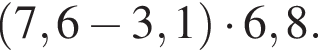 (7,6 − 3,1) · 6,8.